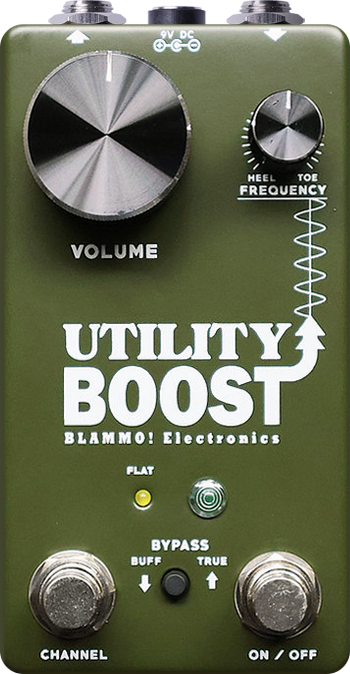 9V DC
HEEL TOE
FREQUENCY
VOLUME
UTILITY
BOOST
BLAMMO! Electronics
FLAT
BYPASS
BUFF TRUE
CHANNEL ON / OFF